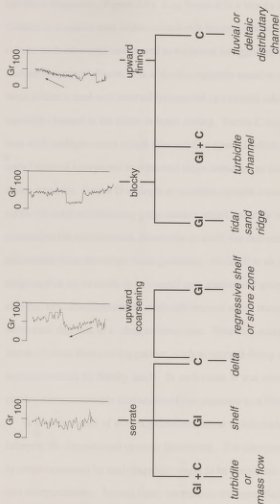 Gr
0 100
Gr
0 100
Gr
0 100
Gr
0 100
serrate
upward
coarsening
blocky
upward
fining
Gl + C
Gl
C
Gl
Gl
Gl + C
C
turbidite
or
mass flow
shelf
delta
regressive shelf
or shore zone
tidal
sand
ridge
turbidite
channel
fluvial or
deltaic
distributary
channel